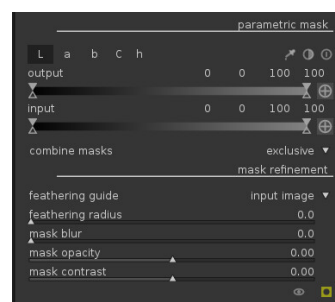 parametric mask
L a b C h
output 0 0 100 100
input 0 0 100 100
combine masks exclusive
mask refinement
feathering guide input image
feathering radius 0.0
mask blur 0.0
mask opacity 0.00
mask contrast 0.00